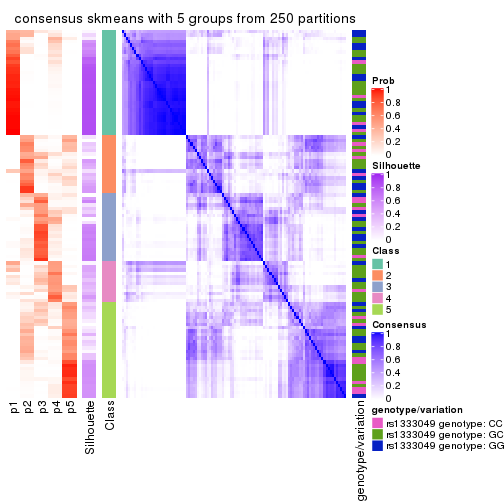 consensus skmeans with 5 groups from 250 partitions
Prob
1
0.8
0.6
0.4
0.2
0
Silhouette
1
0.8
0.6
0.4
0.2
0
Class
1
2
3
4
5
Consensus
1
0.8
0.6
0.4
0.2
0
genotype/variation
rs1333049 genotype: CC
rs1333049 genotype: GC
rs1333049 genotype: GG
p1
p2
p3
p4
p5
Silhouette
Class
genotype/variation